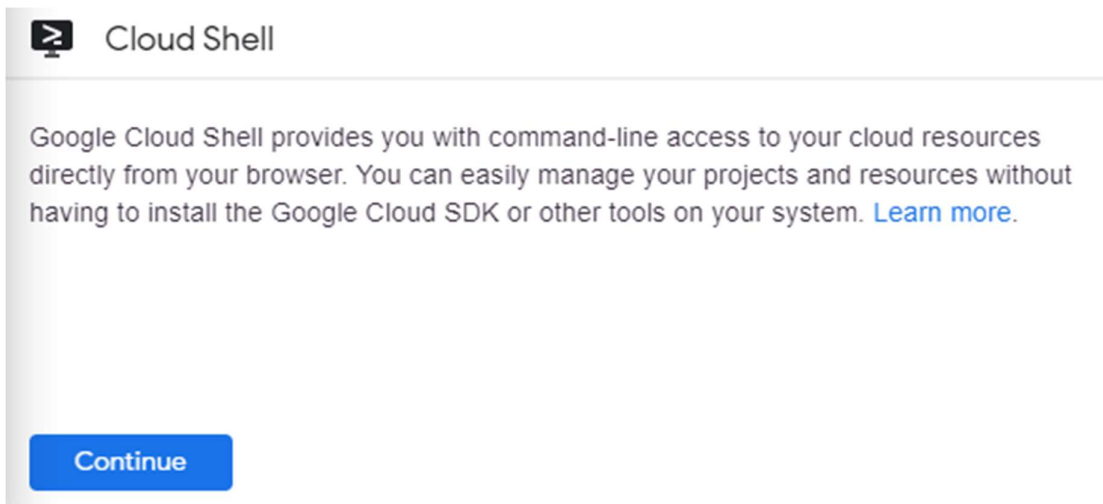 Cloud Shell
Google Cloud Shell provides you with command-line access to your cloud resources
directly from your browser. You can easily manage your projects and resources without
having to install the Google Cloud SDK or other tools on your system. Learn more.
Continue